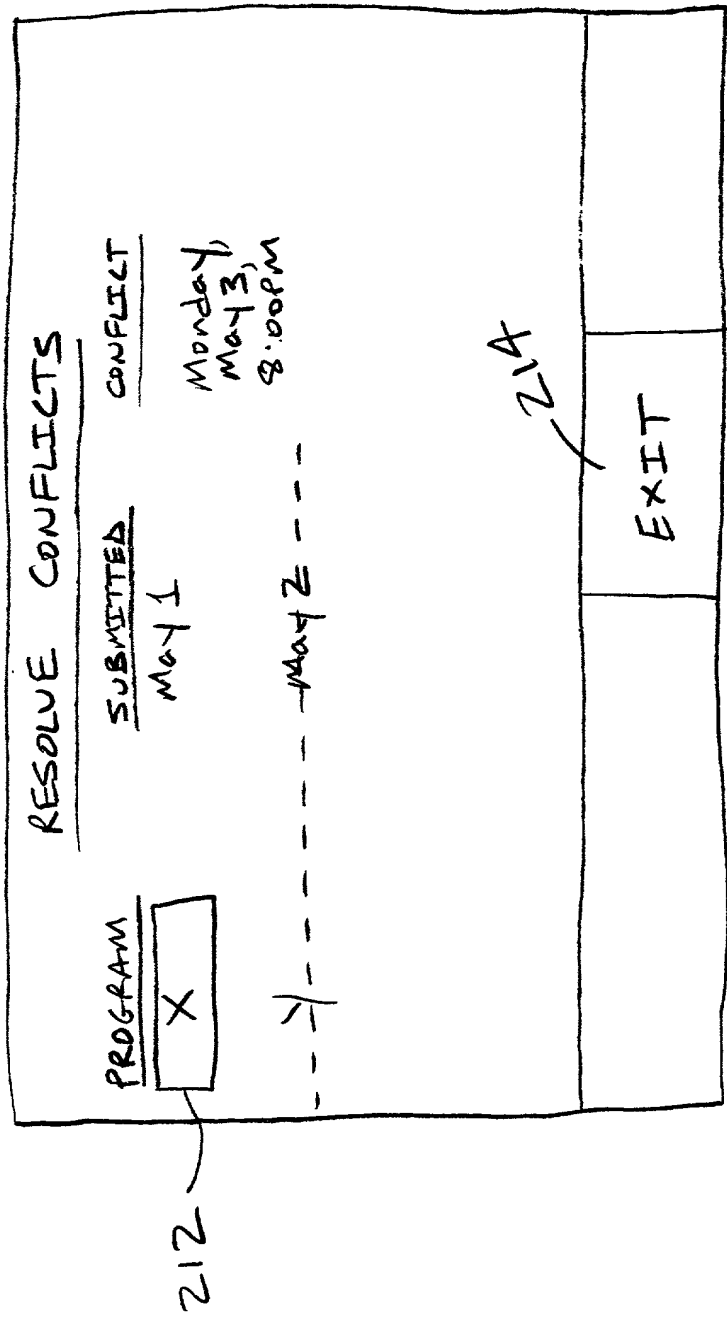 RESOLVE CONFLICTS
PROGRAM SUBMITTED CONFLICT
X May 1 Monday,
May 3,
8:00PM
Y May 2
214
EXIT
212